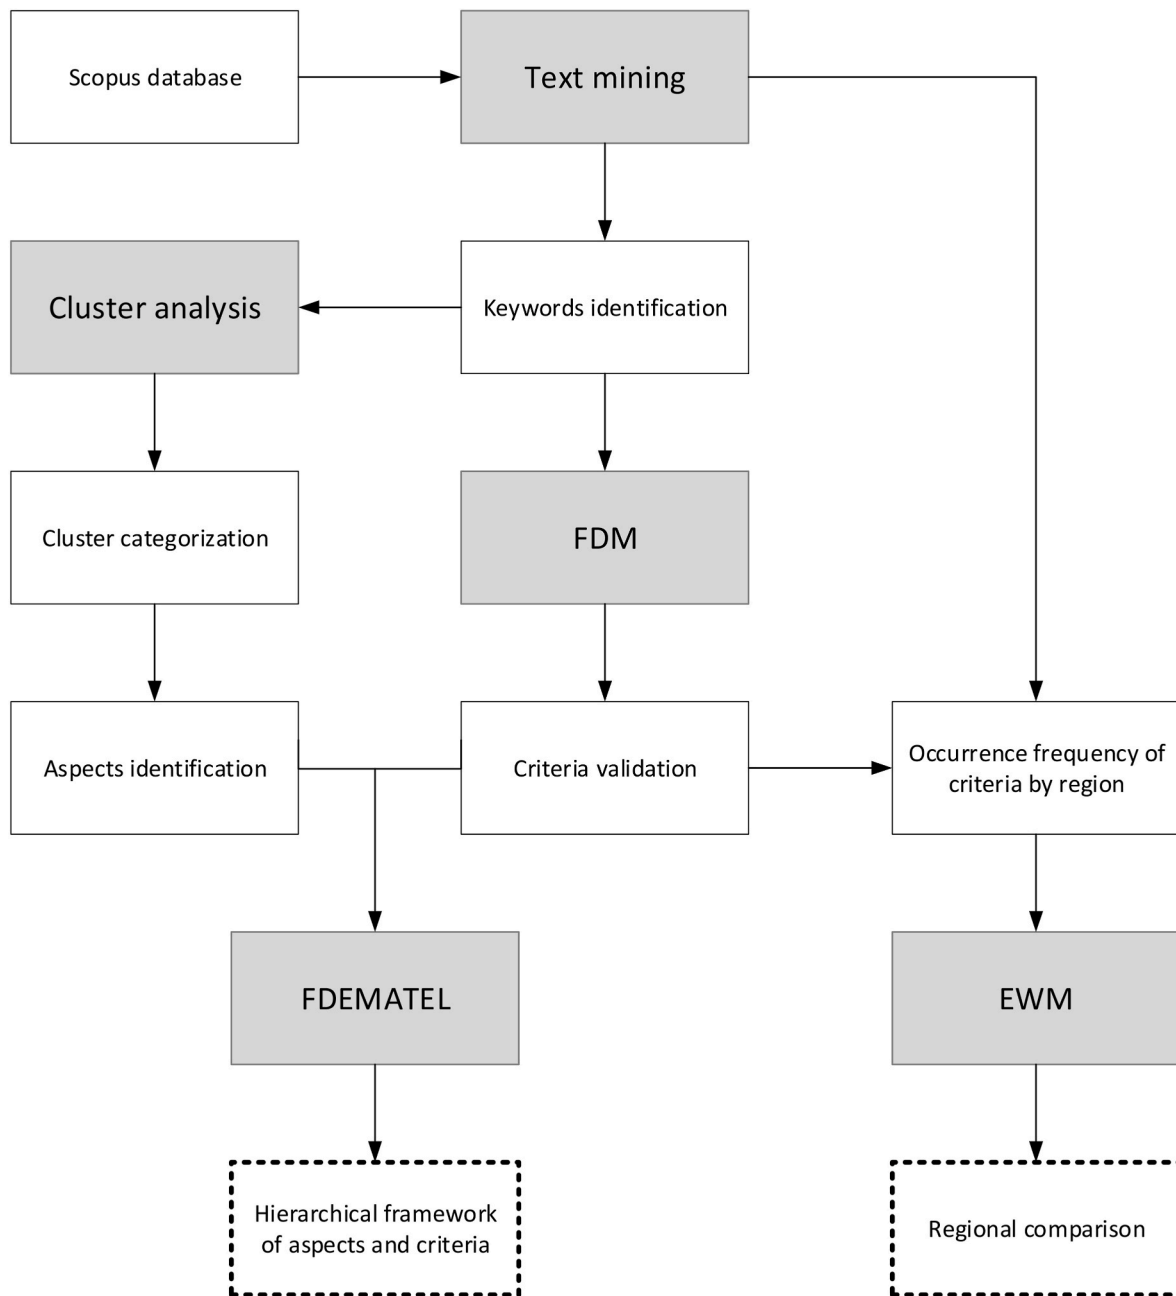 Scopus database
Text mining
Cluster analysis
Keywords identification
Cluster categorization
FDM
Aspects identification
Criteria validation
Occurrence frequency of
criteria by region
FDEMATEL
EWM
Hierarchical framework
of aspects and criteria
Regional comparison